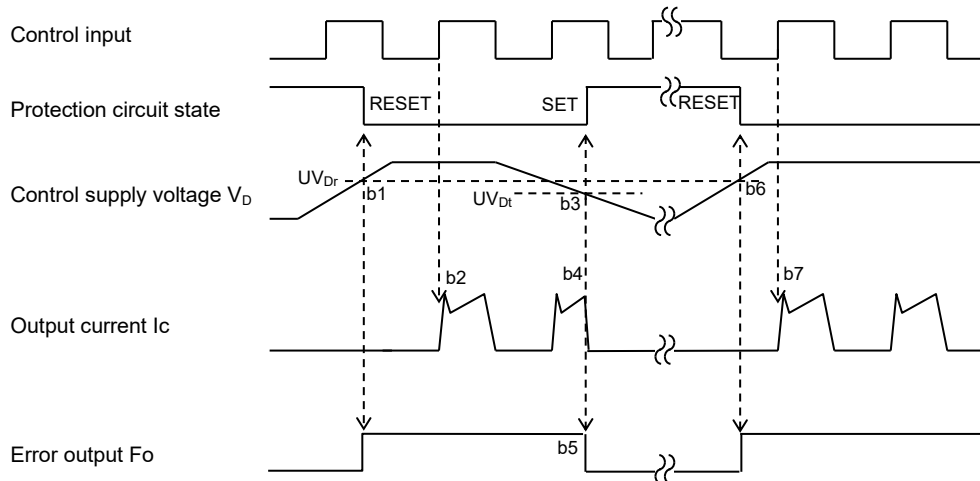 Control input
Protection circuit state
RESET
SET
RESET
Control supply voltage VD
UVDr
b1
UVDt
b3
b6
b2
b4
b7
Output current Ic
b5
Error output Fo